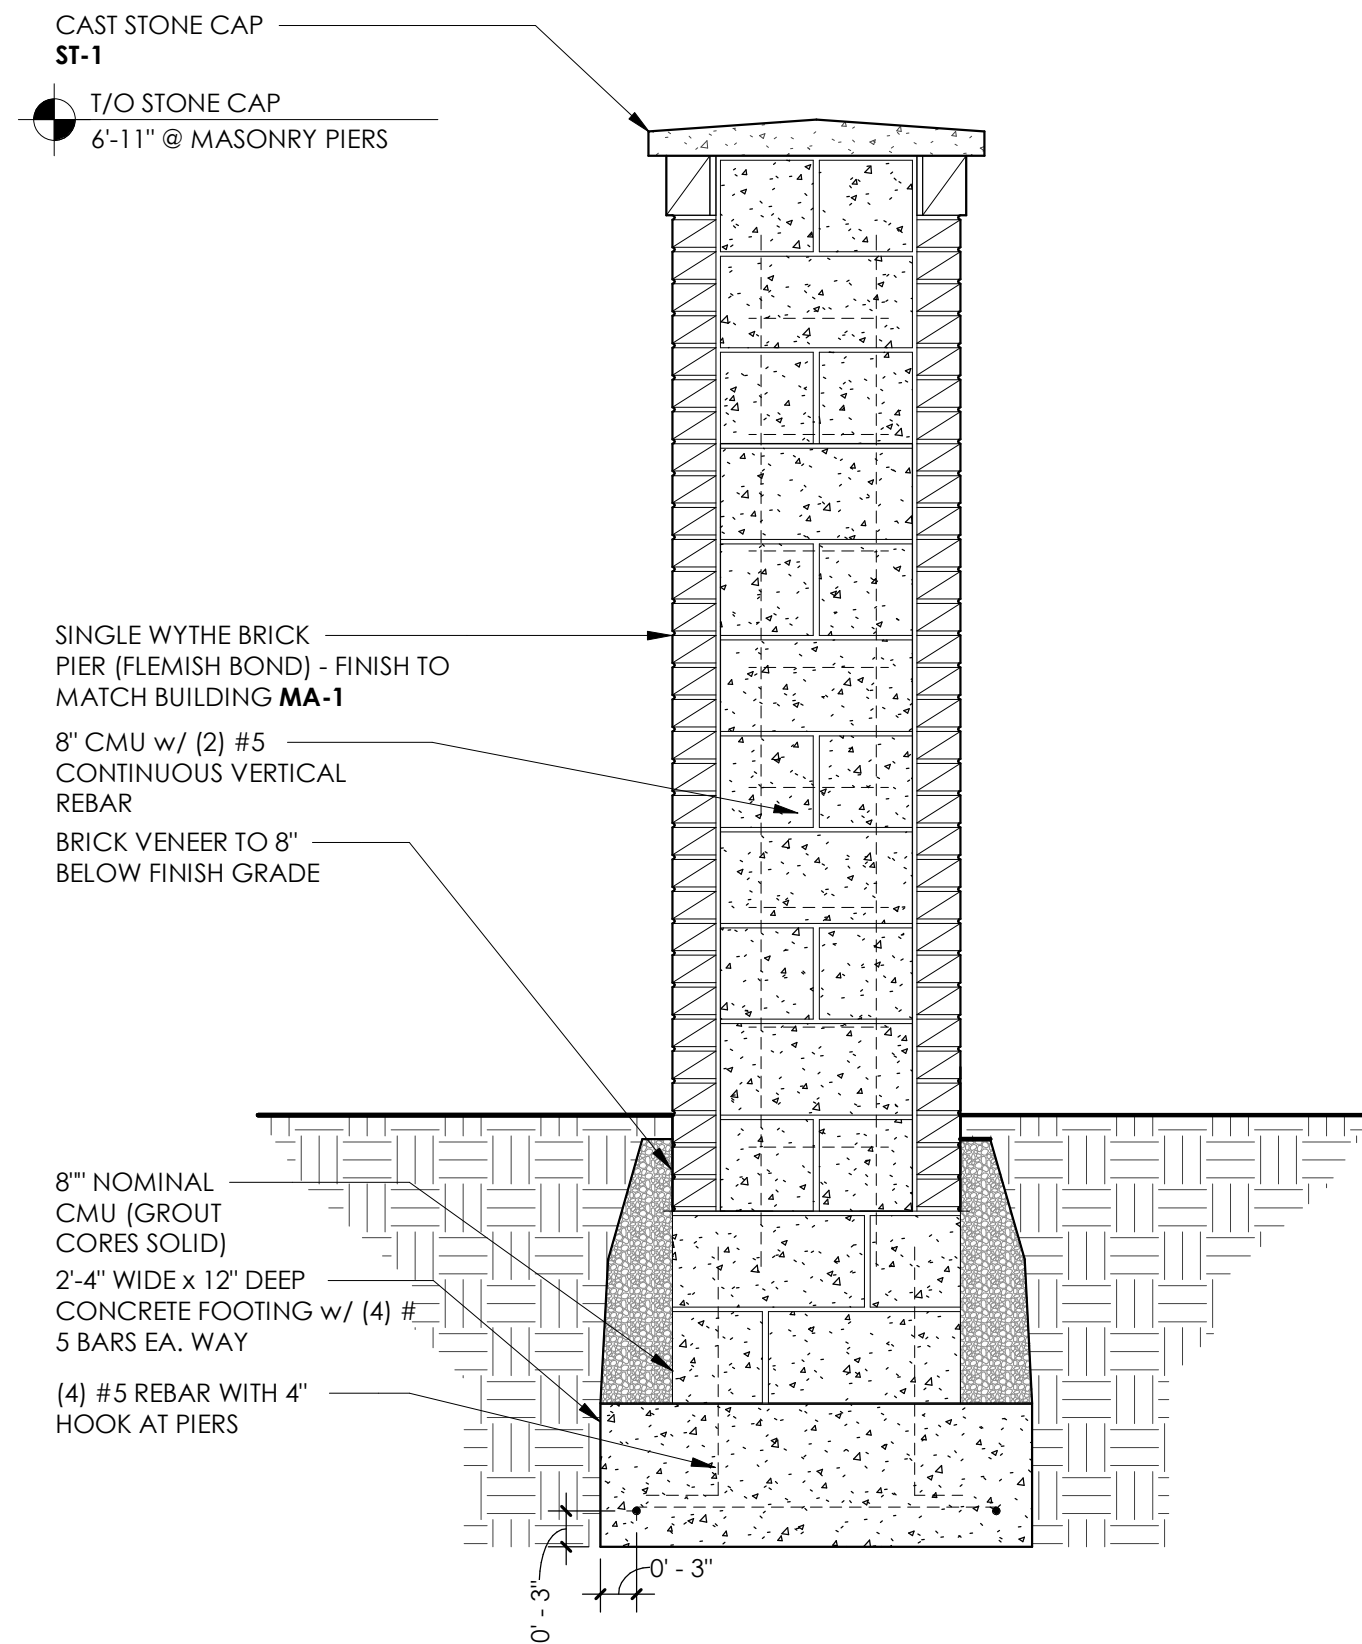 CAST STONE CAP
ST-1
T/O STONE CAP
6'-11" @ MASONRY PIERS
SINGLE WYTHE BRICK
PIER (FLEMISH BOND) - FINISH TO
MATCH BUILDING MA-1
8" CMU w/ (2) #5
CONTINUOUS VERTICAL
REBAR
BRICK VENEER TO 8"
BELOW FINISH GRADE
8"" NOMINAL
CMU (GROUT
CORES SOLID)
2'-4" WIDE x 12" DEEP
CONCRETE FOOTING w/ (4) #
5 BARS EA. WAY
(4) #5 REBAR WITH 4"
HOOK AT PIERS
0' - 3"
0' - 3"